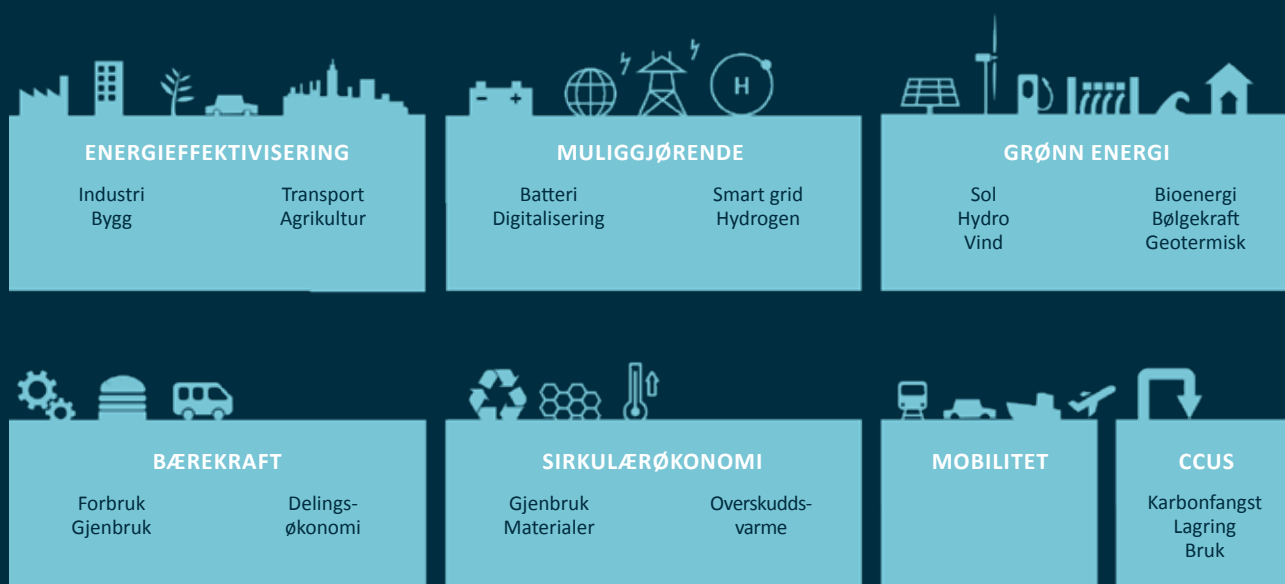 H
ENERGIEFFEKTIVISERING
Industri
Bygg
Transport
Agrikultur
MULIGGJØRENDE
Batteri
Digitalisering
Smart grid
Hydrogen
GRØNN ENERGI
Sol
Hydro
Vind
Bioenergi
Bølgekraft
Geotermisk
BÆREKRAFT
Forbruk
Gjenbruk
Delings-
økonomi
SIRKULÆRØKONOMI
Gjenbruk
Materialer
Overskudds-
varme
MOBILITET
CCUS
Karbonfangst
Lagring
Bruk